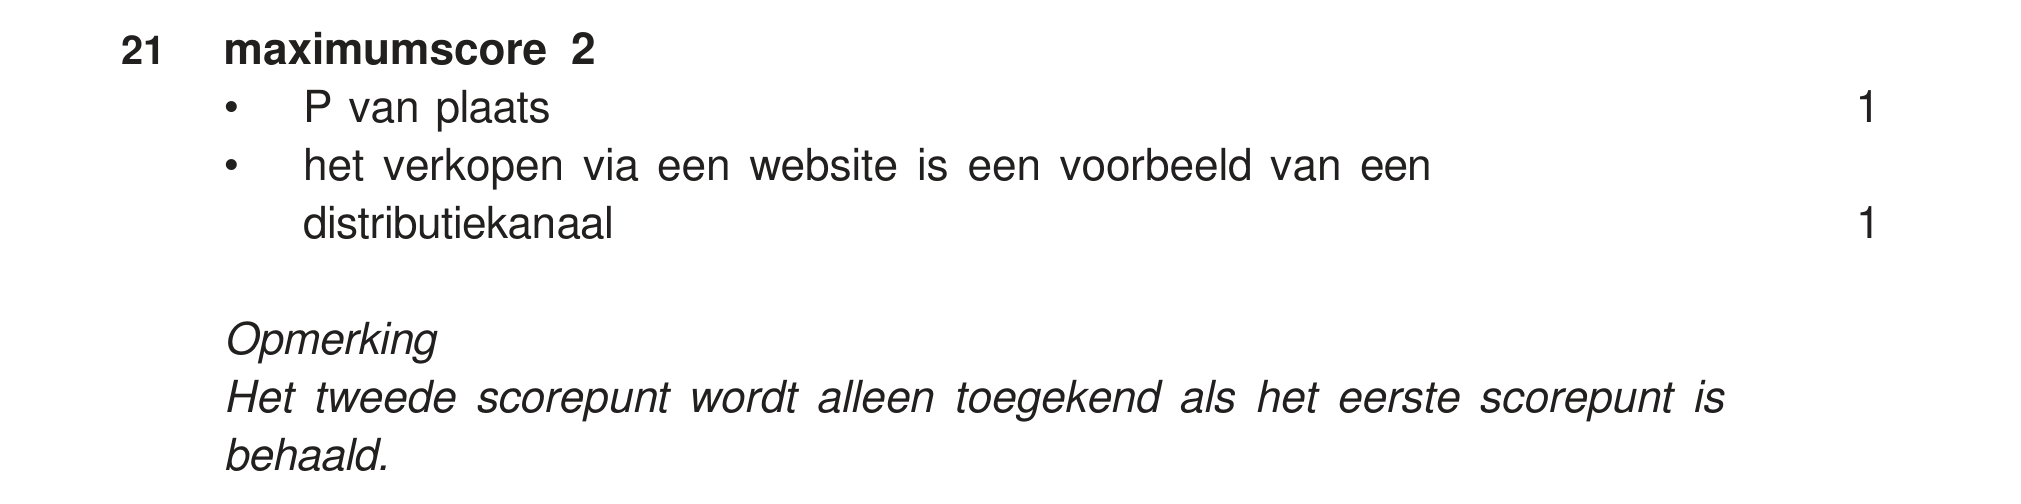 21 maximumscore 2
• P van plaats 1
• het verkopen via een website is een voorbeeld van een
distributiekanaal 1
Opmerking
Het tweede scorepunt wordt alleen toegekend als het eerste scorepunt is
behaald.